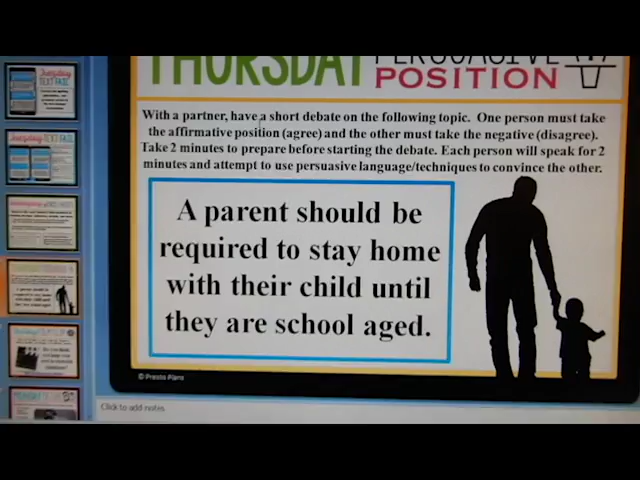 THURSDAY
PERSUASIVE
POSITION
With a partner, have a short debate on the following topic. One person must take
the affirmative position (agree) and the other must take the negative (disagree).
Take 2 minutes to prepare before starting the debate. Each person will speak for 2
minutes and attempt to use persuasive language/techniques to convince the other.
A parent should be
required to stay home
with their child until
they are school aged.
© Presto Plans
Click to add notes